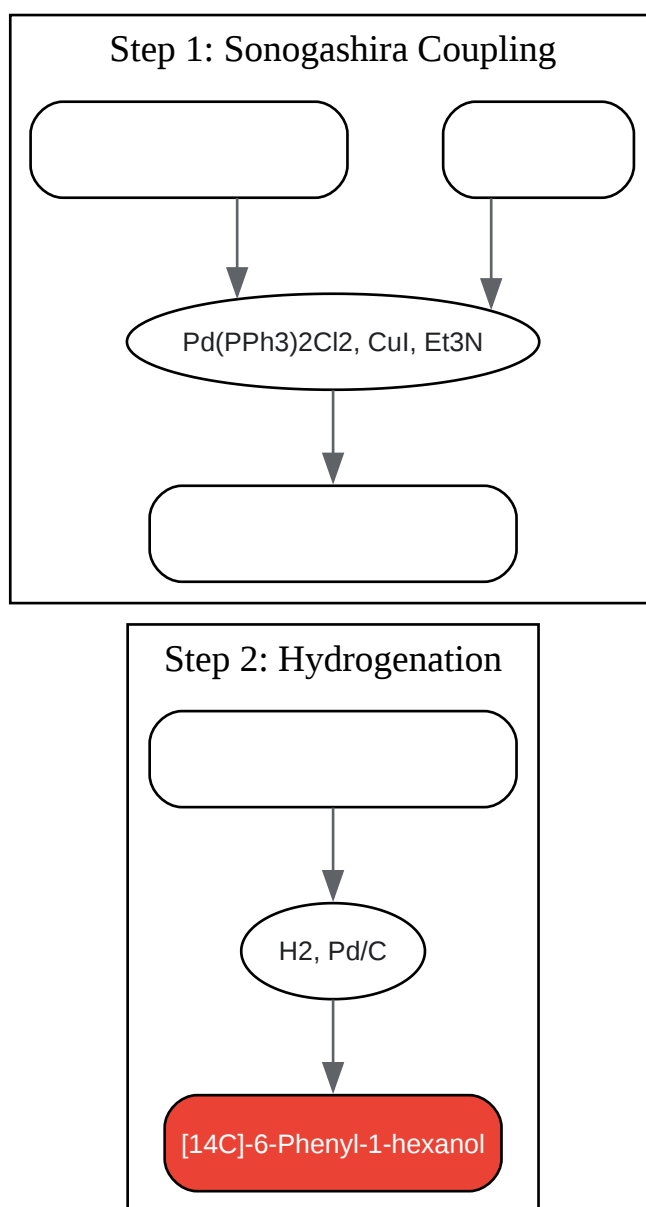 Step 1: Sonogashira Coupling
Pd(PPh3)2Cl2, CuI, Et3N
Step 2: Hydrogenation
H2, Pd/C
[14C]-6-Phenyl-1-hexanol